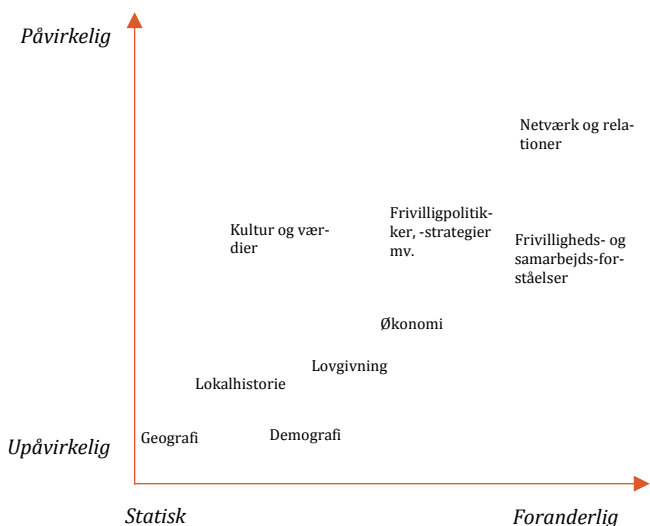 Påvirkelig
Netværk og rela-
tioner
Frivilligpolitik-
ker, -strategier
mv.
Kultur og vær-
dier
Frivilligheds- og
samarbejds-for-
ståelser
Økonomi
Lovgivning
Lokalhistorie
Upåvirkelig
Geografi
Demografi
Statisk
Foranderlig